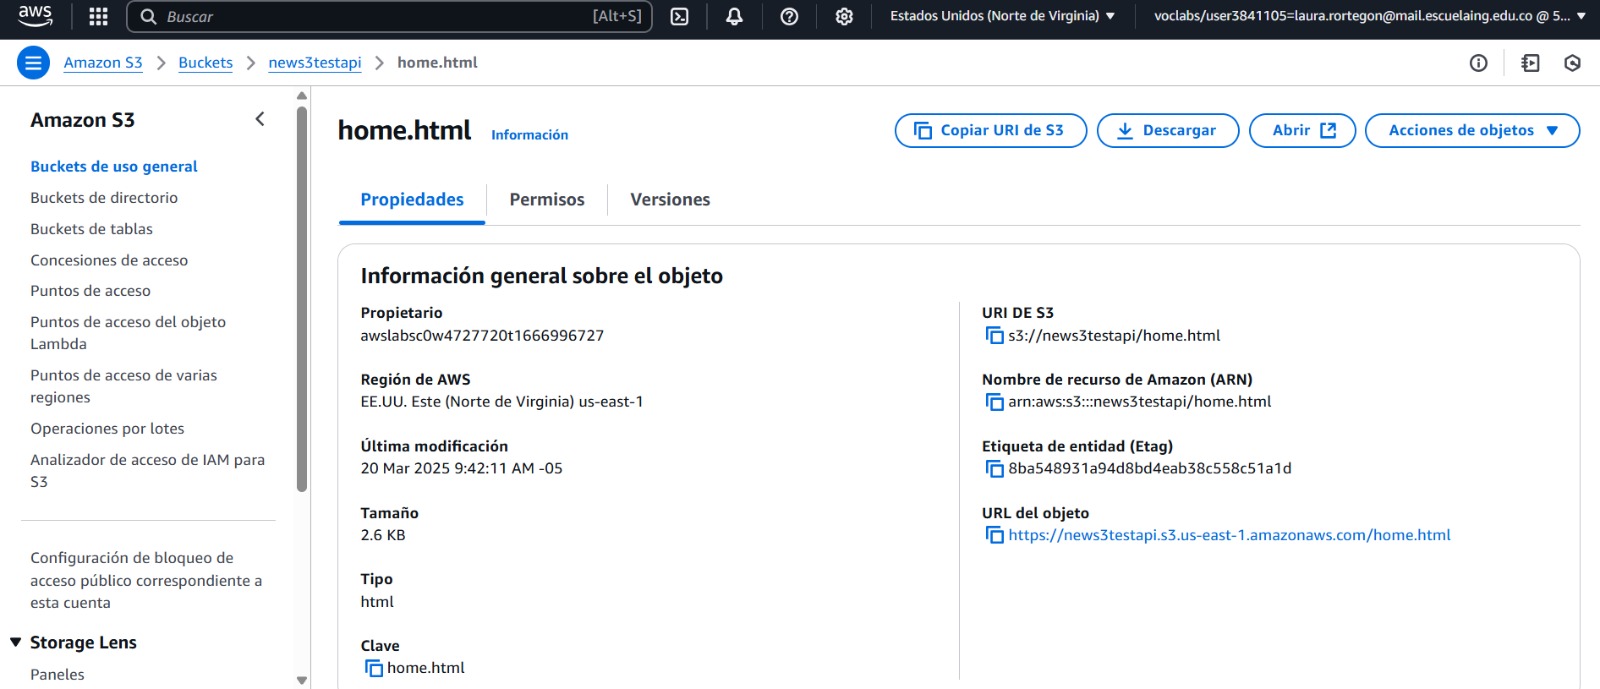 aws
Buscar [Alt+S] Estados Unidos (Norte de Virginia) voclabs/user3841105=laura.rortegon@mail.escuelaing.edu.co @ 5...
Amazon S3 > Buckets > news3testapi > home.html
Amazon S3
Buckets de uso general
Buckets de directorio
Buckets de tablas
Concesiones de acceso
Puntos de acceso
Puntos de acceso del objeto
Lambda
Puntos de acceso de varias
regiones
Operaciones por lotes
Analizador de acceso de IAM para
S3
Configuración de bloqueo de
acceso público correspondiente a
esta cuenta
Storage Lens
Paneles
home.html Información
Copiar URI de S3 Descargar Abrir Acciones de objetos
Propiedades Permisos Versiones
Información general sobre el objeto
Propietario
awslabsc0w4727720t1666996727
Región de AWS
EE.UU. Este (Norte de Virginia) us-east-1
Última modificación
20 Mar 2025 9:42:11 AM -05
Tamaño
2.6 KB
Tipo
html
Clave
home.html
URI DE S3
s3://news3testapi/home.html
Nombre de recurso de Amazon (ARN)
arn:aws:s3:::news3testapi/home.html
Etiqueta de entidad (Etag)
8ba548931a94d8bd4eab38c558c51a1d
URL del objeto
https://news3testapi.s3.us-east-1.amazonaws.com/home.html